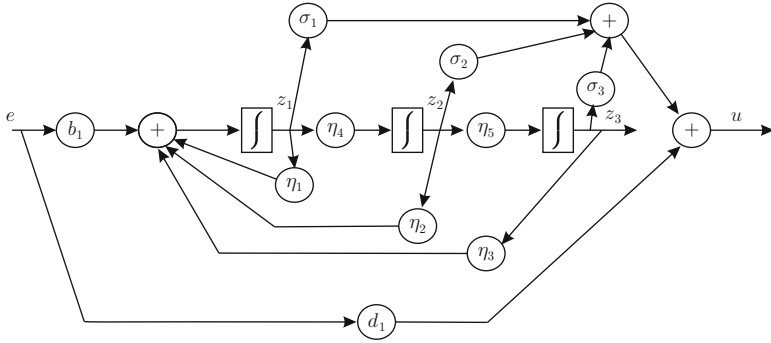 σ₁
+
σ₂
σ₃
e
b₁
+
∫
z₁
η₄
∫
z₂
η₅
∫
z₃
+
u
η₁
η₂
η₃
d₁